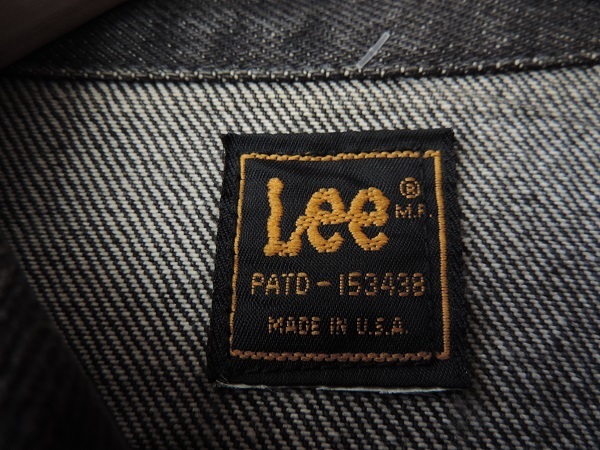 Lee ®
M.R.
PATD - 153438
MADE IN U.S.A.